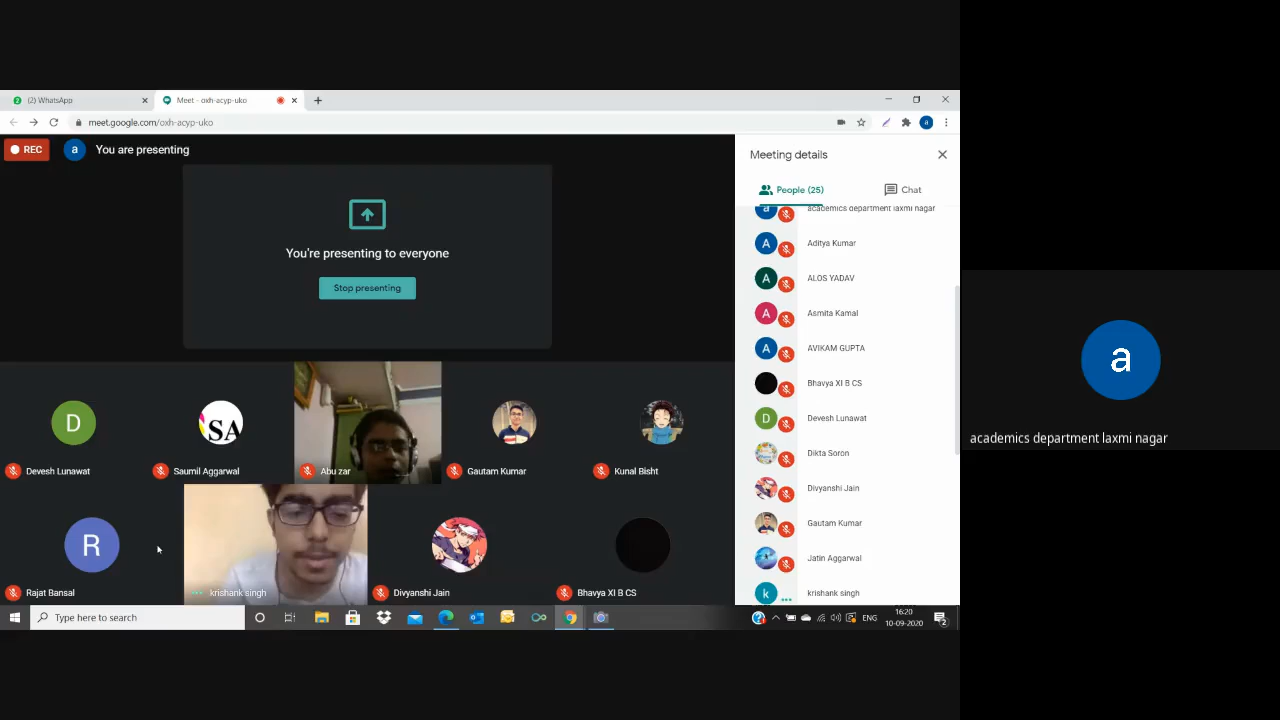 (2) WhatsApp
Meet - oxh-acyp-uko
meet.google.com/oxh-acyp-uko
a
REC
a
You are presenting
You're presenting to everyone
Stop presenting
D
Devesh Lunawat
SA
Saumil Aggarwal
Abu zar
Gautam Kumar
Kunal Bisht
R
Rajat Bansal
krishank singh
Divyanshi Jain
Bhavya XI B CS
Meeting details
People (25)
Chat
a
academics department laxmi nagar
A
Aditya Kumar
A
ALOS YADAV
A
Asmita Kamal
A
AVIKAM GUPTA
Bhavya XI B CS
D
Devesh Lunawat
Dikta Soron
Divyanshi Jain
Gautam Kumar
Jatin Aggarwal
k
krishank singh
Type here to search
ENG
16:20
10-09-2020
2
a
academics department laxmi nagar